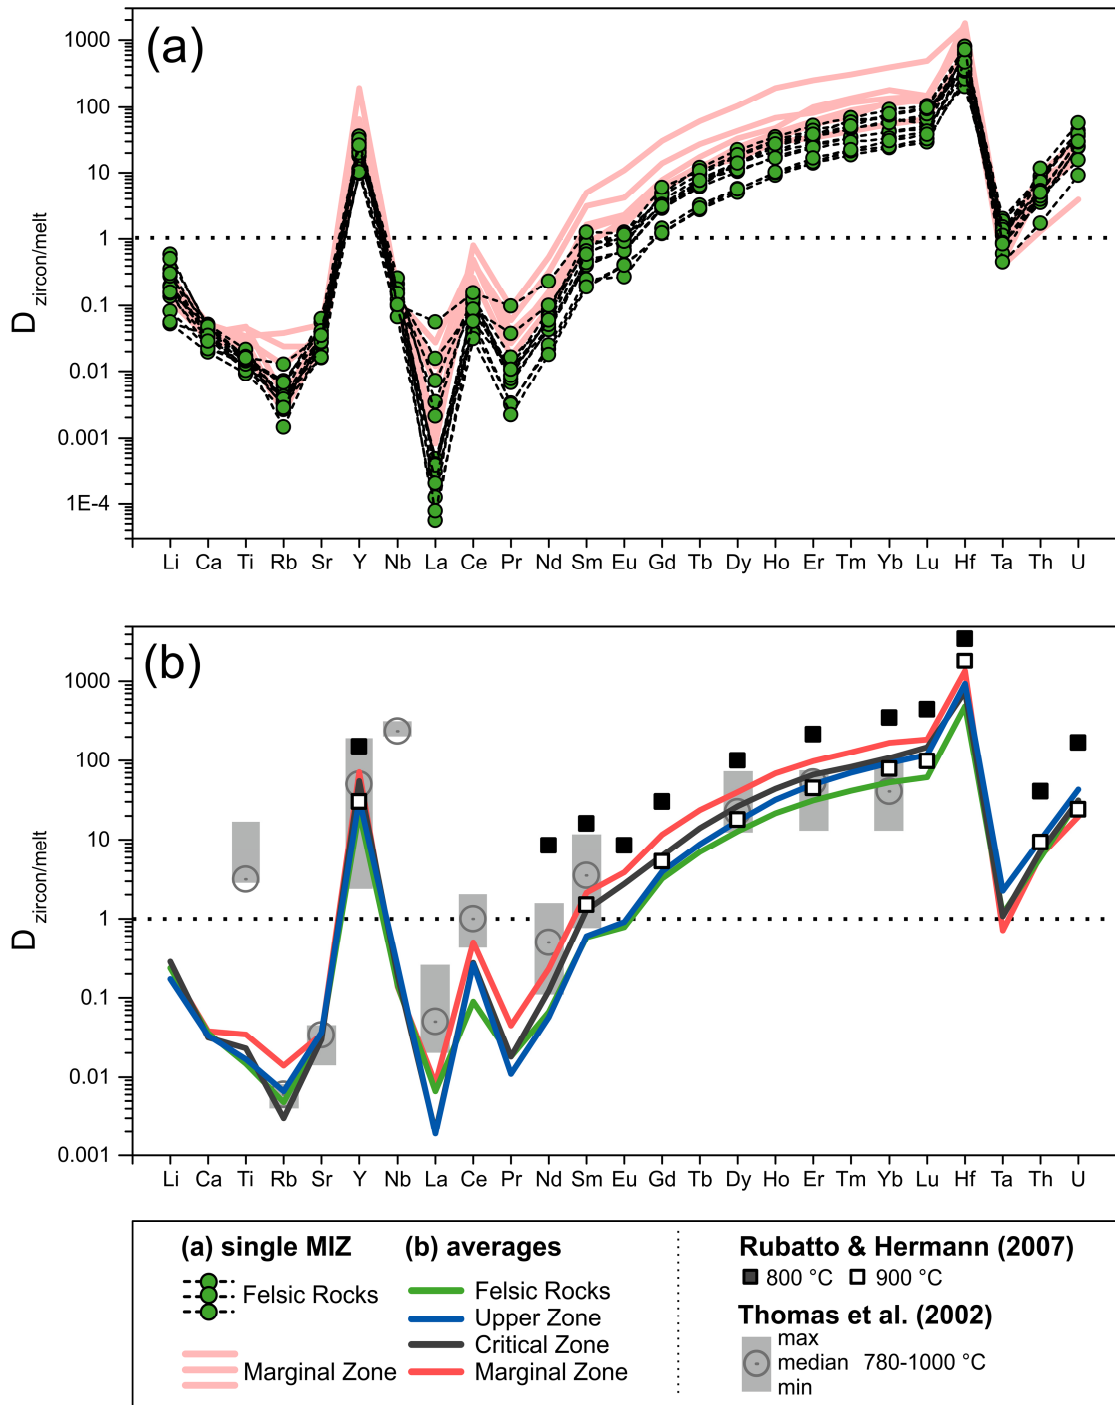 (a)
1000
100
10
1
0.1
0.01
0.001
1E-4
D zircon/melt
Li Ca Ti Rb Sr Y Nb La Ce Pr Nd Sm Eu Gd Tb Dy Ho Er Tm Yb Lu Hf Ta Th U
(b)
1000
100
10
1
0.1
0.01
0.001
D zircon/melt
Li Ca Ti Rb Sr Y Nb La Ce Pr Nd Sm Eu Gd Tb Dy Ho Er Tm Yb Lu Hf Ta Th U
(a) single MIZ
Felsic Rocks
Marginal Zone
(b) averages
Felsic Rocks
Upper Zone
Critical Zone
Marginal Zone
Rubatto & Hermann (2007)
800 °C 900 °C
Thomas et al. (2002)
max
median 780-1000 °C
min